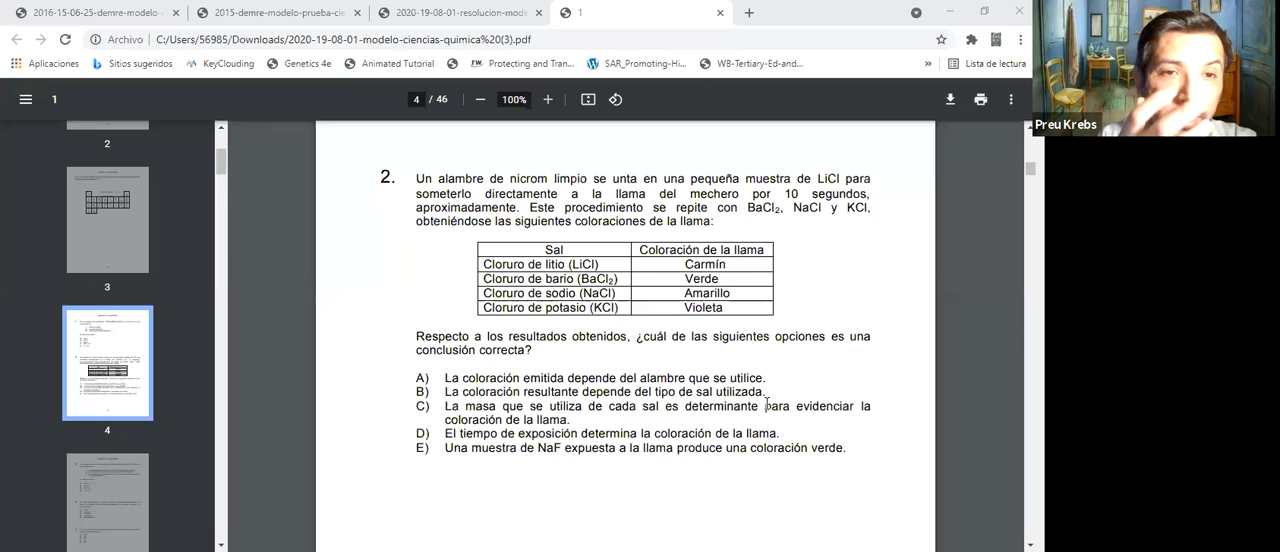 2016-15-06-25-demre-modelo-
2015-demre-modelo-prueba-cie
2020-19-08-01-resolucion-mode
1
Archivo C:/Users/56985/Downloads/2020-19-08-01-modelo-ciencias-quimica%20(3).pdf
Aplicaciones Sitios sugeridos KeyClouding Genetics 4e Animated Tutorial Protecting and Tran... SAR_Promoting-Hi... WB-Tertiary-Ed-and... » Lista de lectura
1 4 / 46 100%
Preu Krebs
2
3
4
2. Un alambre de nicrom limpio se unta en una pequeña muestra de LiCl para
someterlo directamente a la llama del mechero por 10 segundos,
aproximadamente. Este procedimiento se repite con BaCl₂, NaCl y KCl,
obteniéndose las siguientes coloraciones de la llama:
Sal Coloración de la llama
Cloruro de litio (LiCl) Carmín
Cloruro de bario (BaCl₂) Verde
Cloruro de sodio (NaCl) Amarillo
Cloruro de potasio (KCl) Violeta
Respecto a los resultados obtenidos, ¿cuál de las siguientes opciones es una
conclusión correcta?
A) La coloración emitida depende del alambre que se utilice.
B) La coloración resultante depende del tipo de sal utilizada.
C) La masa que se utiliza de cada sal es determinante para evidenciar la
coloración de la llama.
D) El tiempo de exposición determina la coloración de la llama.
E) Una muestra de NaF expuesta a la llama produce una coloración verde.